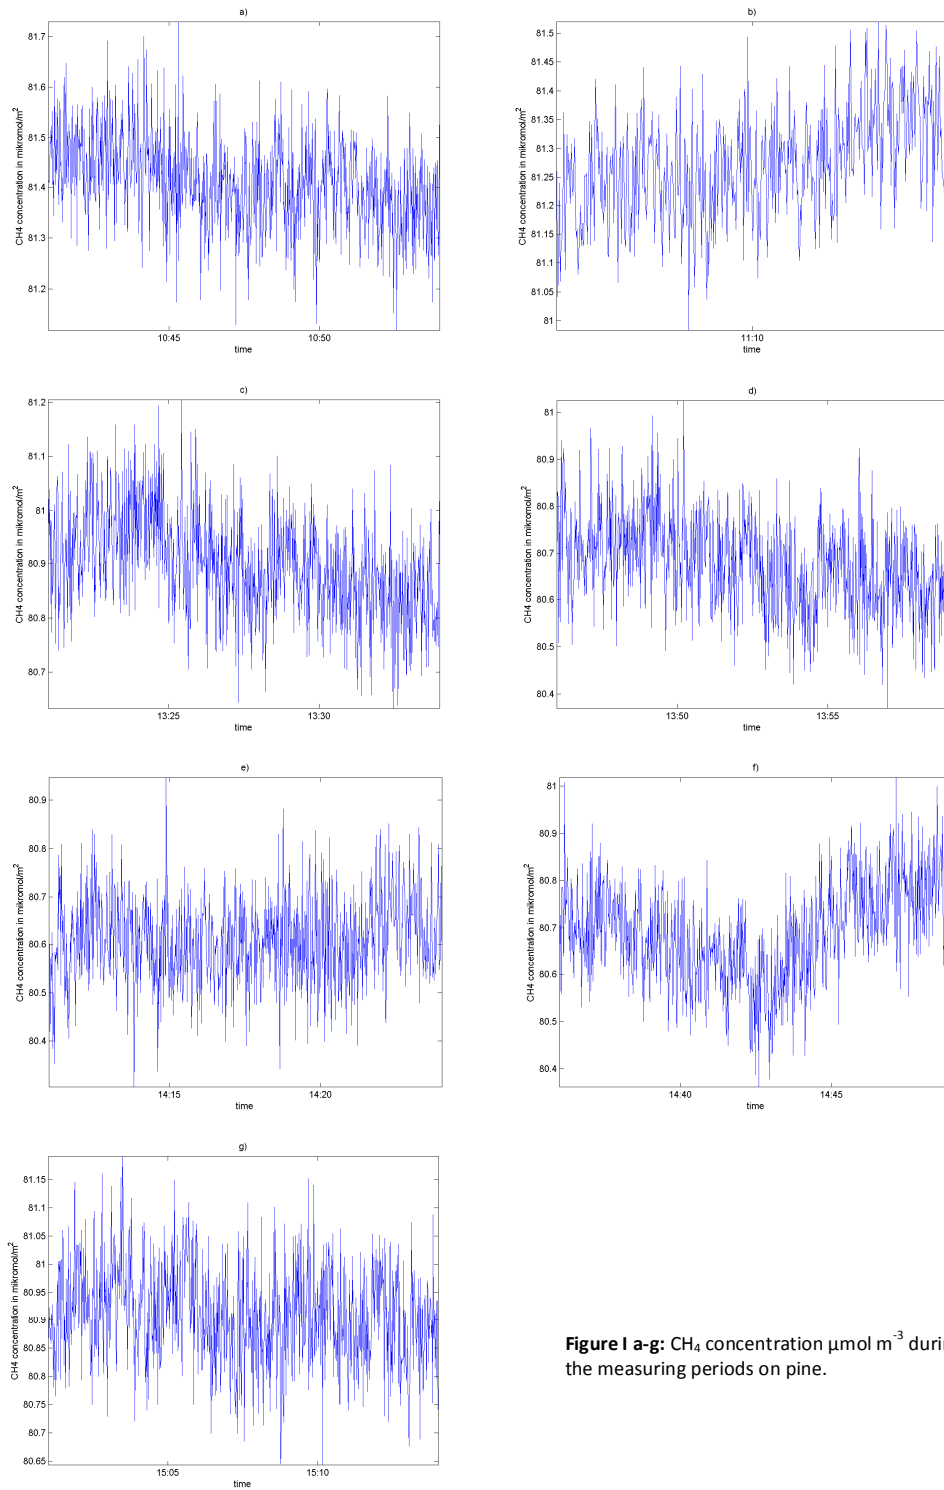 a)
CH4 concentration in mikromol/m²
81.7
81.6
81.5
81.4
81.3
81.2
10:45 10:50
time
b)
CH4 concentration in mikromol/m²
81.5
81.45
81.4
81.35
81.3
81.25
81.2
81.15
81.1
81.05
81
11:10
time
c)
CH4 concentration in mikromol/m²
81.2
81.1
81
80.9
80.8
80.7
13:25 13:30
time
d)
CH4 concentration in mikromol/m²
81
80.9
80.8
80.7
80.6
80.5
80.4
13:50 13:55
time
e)
CH4 concentration in mikromol/m²
80.9
80.8
80.7
80.6
80.5
80.4
14:15 14:20
time
f)
CH4 concentration in mikromol/m²
81
80.9
80.8
80.7
80.6
80.5
80.4
14:40 14:45
time
g)
CH4 concentration in mikromol/m²
81.15
81.1
81.05
81
80.95
80.9
80.85
80.8
80.75
80.7
80.65
15:05 15:10
time
Figure I a-g: CH₄ concentration µmol m⁻³ durin
the measuring periods on pine.